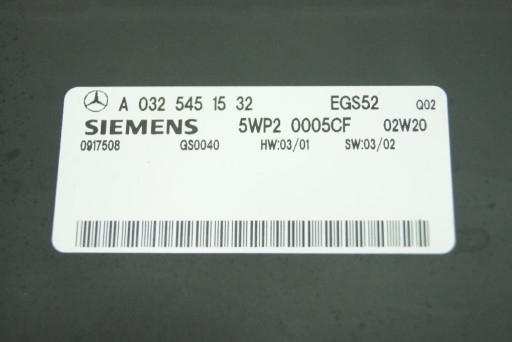 A 032 545 15 32 EGS52 Q02
SIEMENS 5WP2 0005CF 02W20
0917508 GS0040 HW:03/01 SW:03/02